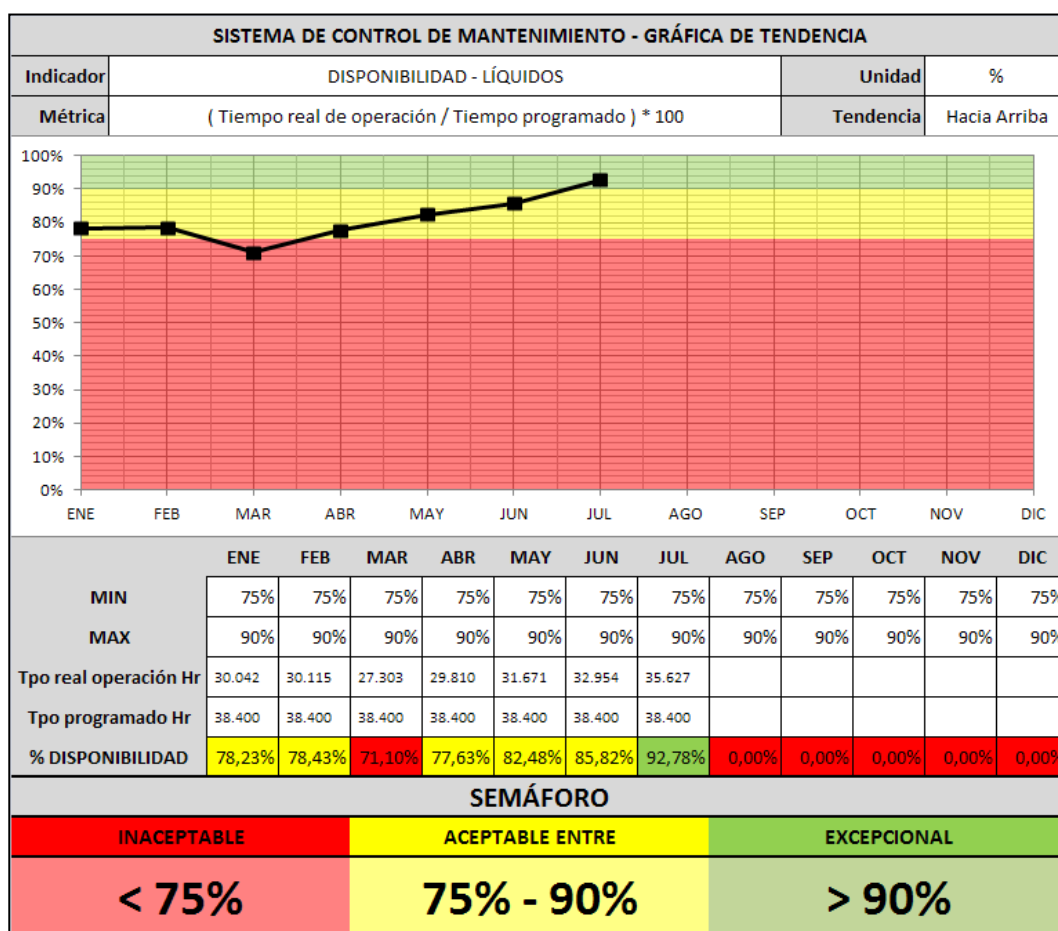 SISTEMA DE CONTROL DE MANTENIMIENTO - GRÁFICA DE TENDENCIA
Indicador DISPONIBILIDAD - LÍQUIDOS Unidad %
Métrica ( Tiempo real de operación / Tiempo programado ) * 100 Tendencia Hacia Arriba
100%
90%
80%
70%
60%
50%
40%
30%
20%
10%
0%
ENE FEB MAR ABR MAY JUN JUL AGO SEP OCT NOV DIC
ENE FEB MAR ABR MAY JUN JUL AGO SEP OCT NOV DIC
MIN 75% 75% 75% 75% 75% 75% 75% 75% 75% 75% 75% 75%
MAX 90% 90% 90% 90% 90% 90% 90% 90% 90% 90% 90% 90%
Tpo real operación Hr 30.042 30.115 27.303 29.810 31.671 32.954 35.627
Tpo programado Hr 38.400 38.400 38.400 38.400 38.400 38.400 38.400
% DISPONIBILIDAD 78,23% 78,43% 71,10% 77,63% 82,48% 85,82% 92,78% 0,00% 0,00% 0,00% 0,00% 0,00%
SEMÁFORO
INACEPTABLE ACEPTABLE ENTRE EXCEPCIONAL
< 75% 75% - 90% > 90%